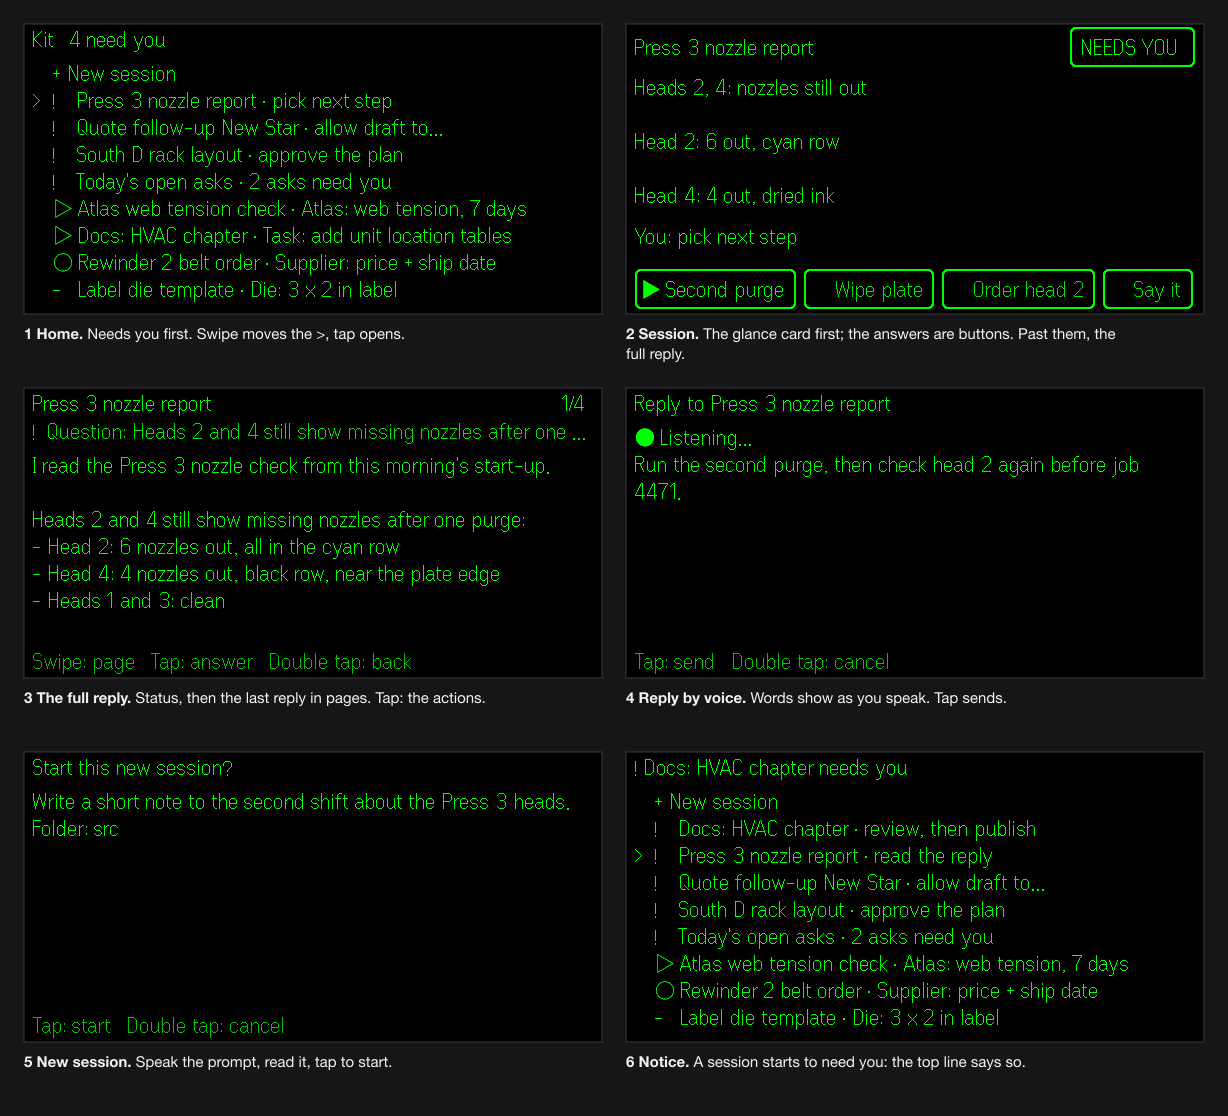 Kit 4 need you
+ New session
> ! Press 3 nozzle report · pick next step
! Quote follow-up New Star · allow draft to...
! South D rack layout · approve the plan
! Today's open asks · 2 asks need you
▷ Atlas web tension check · Atlas: web tension, 7 days
▷ Docs: HVAC chapter · Task: add unit location tables
○ Rewinder 2 belt order · Supplier: price + ship date
– Label die template · Die: 3 x 2 in label
1 Home. Needs you first. Swipe moves the >, tap opens.
Press 3 nozzle report
NEEDS YOU
Heads 2, 4: nozzles still out
Head 2: 6 out, cyan row
Head 4: 4 out, dried ink
You: pick next step
▶ Second purge
Wipe plate
Order head 2
Say it
2 Session. The glance card first; the answers are buttons. Past them, the
full reply.
Press 3 nozzle report 1/4
! Question: Heads 2 and 4 still show missing nozzles after one ...
I read the Press 3 nozzle check from this morning's start-up.
Heads 2 and 4 still show missing nozzles after one purge:
- Head 2: 6 nozzles out, all in the cyan row
- Head 4: 4 nozzles out, black row, near the plate edge
- Heads 1 and 3: clean
Swipe: page Tap: answer Double tap: back
3 The full reply. Status, then the last reply in pages. Tap: the actions.
Reply to Press 3 nozzle report
● Listening...
Run the second purge, then check head 2 again before job
4471.
Tap: send Double tap: cancel
4 Reply by voice. Words show as you speak. Tap sends.
Start this new session?
Write a short note to the second shift about the Press 3 heads.
Folder: src
Tap: start Double tap: cancel
5 New session. Speak the prompt, read it, tap to start.
! Docs: HVAC chapter needs you
+ New session
! Docs: HVAC chapter · review, then publish
> ! Press 3 nozzle report · read the reply
! Quote follow-up New Star · allow draft to...
! South D rack layout · approve the plan
! Today's open asks · 2 asks need you
▷ Atlas web tension check · Atlas: web tension, 7 days
○ Rewinder 2 belt order · Supplier: price + ship date
– Label die template · Die: 3 x 2 in label
6 Notice. A session starts to need you: the top line says so.